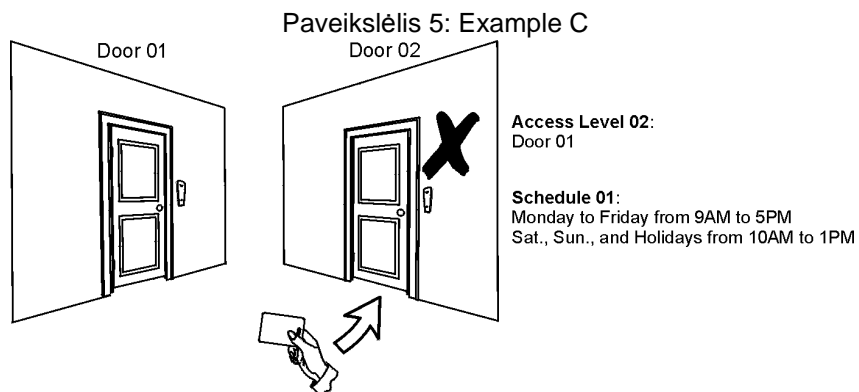 Paveikslėlis 5: Example C
Door 01
Door 02
Access Level 02:
Door 01
Schedule 01:
Monday to Friday from 9AM to 5PM
Sat., Sun., and Holidays from 10AM to 1PM